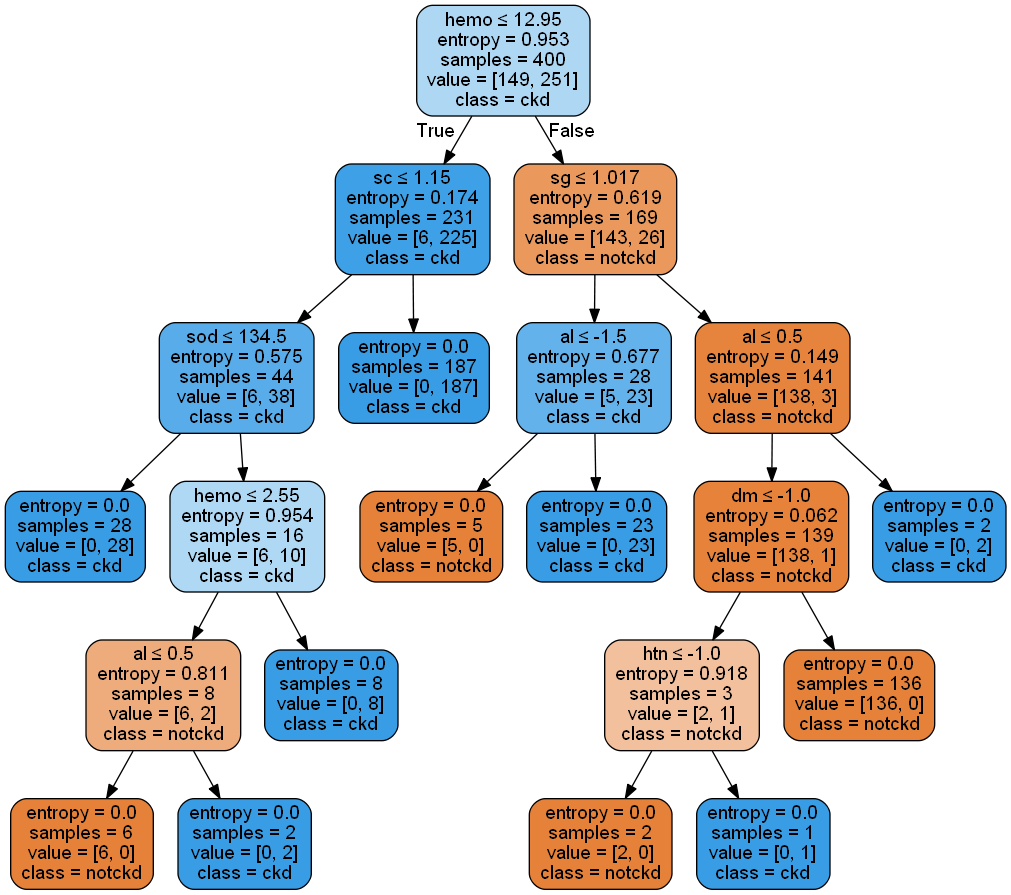 hemo ≤ 12.95
entropy = 0.953
samples = 400
value = [149, 251]
class = ckd
True
False
sc ≤ 1.15
entropy = 0.174
samples = 231
value = [6, 225]
class = ckd
sg ≤ 1.017
entropy = 0.619
samples = 169
value = [143, 26]
class = notckd
sod ≤ 134.5
entropy = 0.575
samples = 44
value = [6, 38]
class = ckd
entropy = 0.0
samples = 187
value = [0, 187]
class = ckd
al ≤ -1.5
entropy = 0.677
samples = 28
value = [5, 23]
class = ckd
al ≤ 0.5
entropy = 0.149
samples = 141
value = [138, 3]
class = notckd
entropy = 0.0
samples = 28
value = [0, 28]
class = ckd
hemo ≤ 2.55
entropy = 0.954
samples = 16
value = [6, 10]
class = ckd
entropy = 0.0
samples = 5
value = [5, 0]
class = notckd
entropy = 0.0
samples = 23
value = [0, 23]
class = ckd
dm ≤ -1.0
entropy = 0.062
samples = 139
value = [138, 1]
class = notckd
entropy = 0.0
samples = 2
value = [0, 2]
class = ckd
al ≤ 0.5
entropy = 0.811
samples = 8
value = [6, 2]
class = notckd
entropy = 0.0
samples = 8
value = [0, 8]
class = ckd
htn ≤ -1.0
entropy = 0.918
samples = 3
value = [2, 1]
class = notckd
entropy = 0.0
samples = 136
value = [136, 0]
class = notckd
entropy = 0.0
samples = 6
value = [6, 0]
class = notckd
entropy = 0.0
samples = 2
value = [0, 2]
class = ckd
entropy = 0.0
samples = 2
value = [2, 0]
class = notckd
entropy = 0.0
samples = 1
value = [0, 1]
class = ckd